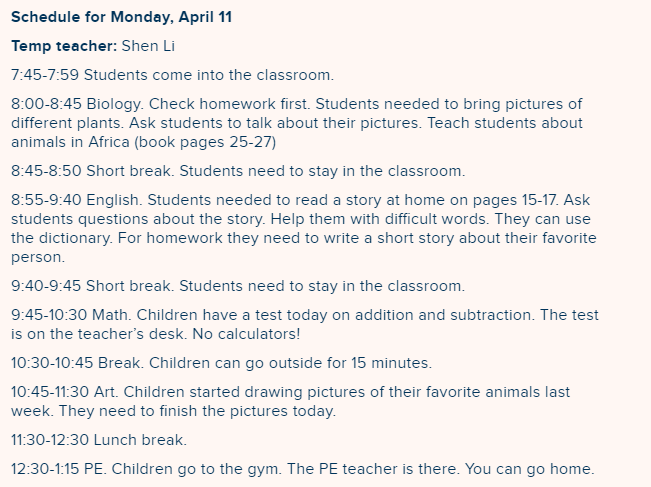 Schedule for Monday, April 11
Temp teacher: Shen Li
7:45-7:59 Students come into the classroom.
8:00-8:45 Biology. Check homework first. Students needed to bring pictures of
different plants. Ask students to talk about their pictures. Teach students about
animals in Africa (book pages 25-27)
8:45-8:50 Short break. Students need to stay in the classroom.
8:55-9:40 English. Students needed to read a story at home on pages 15-17. Ask
students questions about the story. Help them with difficult words. They can use
the dictionary. For homework they need to write a short story about their favorite
person.
9:40-9:45 Short break. Students need to stay in the classroom.
9:45-10:30 Math. Children have a test today on addition and subtraction. The test
is on the teacher's desk. No calculators!
10:30-10:45 Break. Children can go outside for 15 minutes.
10:45-11:30 Art. Children started drawing pictures of their favorite animals last
week. They need to finish the pictures today.
11:30-12:30 Lunch break.
12:30-1:15 PE. Children go to the gym. The PE teacher is there. You can go home.